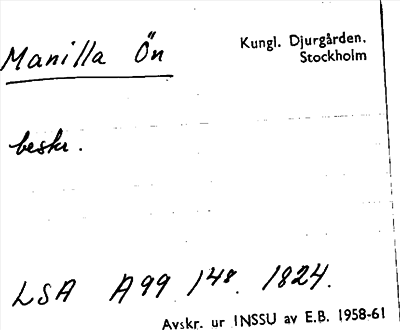 Manilla Ön
Kungl. Djurgården.
Stockholm
beskr.
LSA A99 148. 1824.
Avskr. ur INSSU av E.B. 1958-61